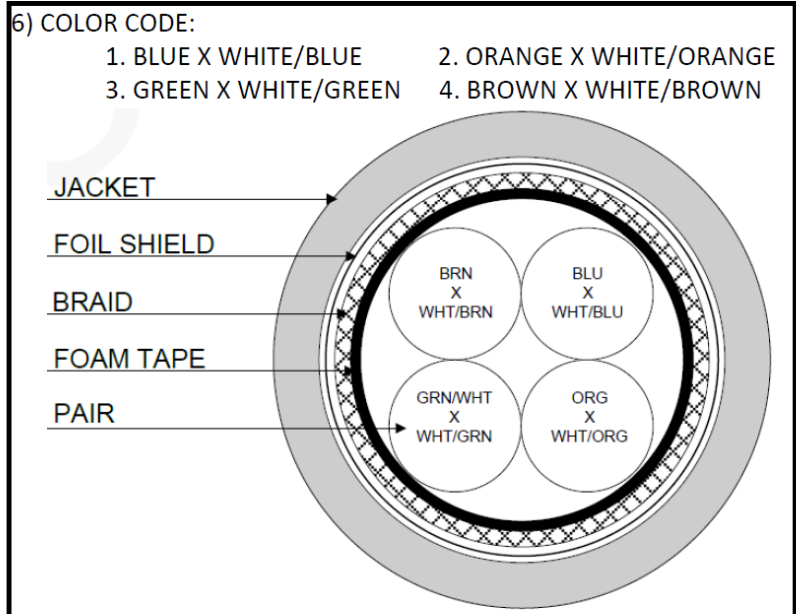 6) COLOR CODE:
1. BLUE X WHITE/BLUE 2. ORANGE X WHITE/ORANGE
3. GREEN X WHITE/GREEN 4. BROWN X WHITE/BROWN
JACKET
FOIL SHIELD
BRAID
FOAM TAPE
PAIR
BRN
X
WHT/BRN
BLU
X
WHT/BLU
GRN/WHT
X
WHT/GRN
ORG
X
WHT/ORG